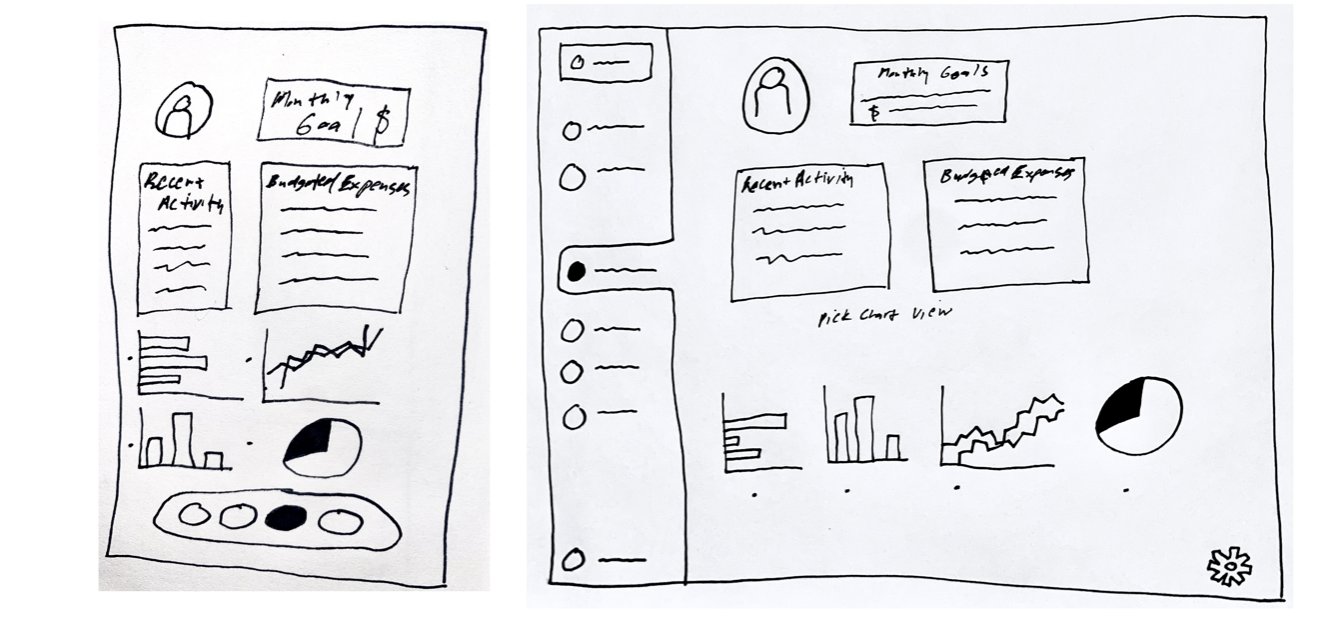 Monthly
Goal $
Recent
Activity
Budgeted Expenses
Monthly Goals
$
Recent Activity
Budgeted Expenses
Pick Chart View